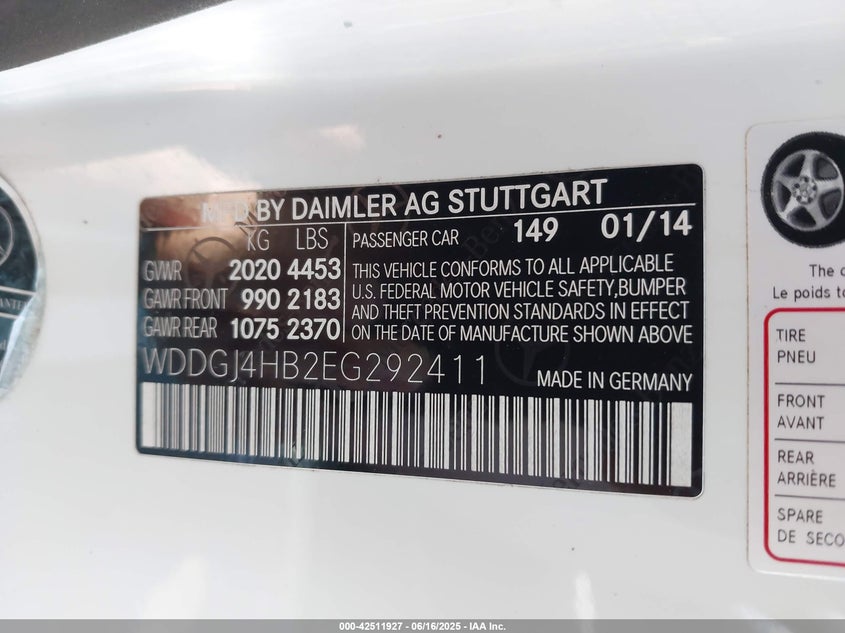 MFD BY DAIMLER AG STUTTGART
KG LBS
GVWR 2020 4453
GAWR FRONT 990 2183
GAWR REAR 1075 2370
PASSENGER CAR 149 01/14
THIS VEHICLE CONFORMS TO ALL APPLICABLE
U.S. FEDERAL MOTOR VEHICLE SAFETY,BUMPER
AND THEFT PREVENTION STANDARDS IN EFFECT
ON THE DATE OF MANUFACTURE SHOWN ABOVE
WDDGJ4HB2EG292411
MADE IN GERMANY
The c
Le poids to
TIRE
PNEU
FRONT
AVANT
REAR
ARRIÈRE
SPARE
DE SECO
000-42511927 - 06/16/2025 - IAA Inc.